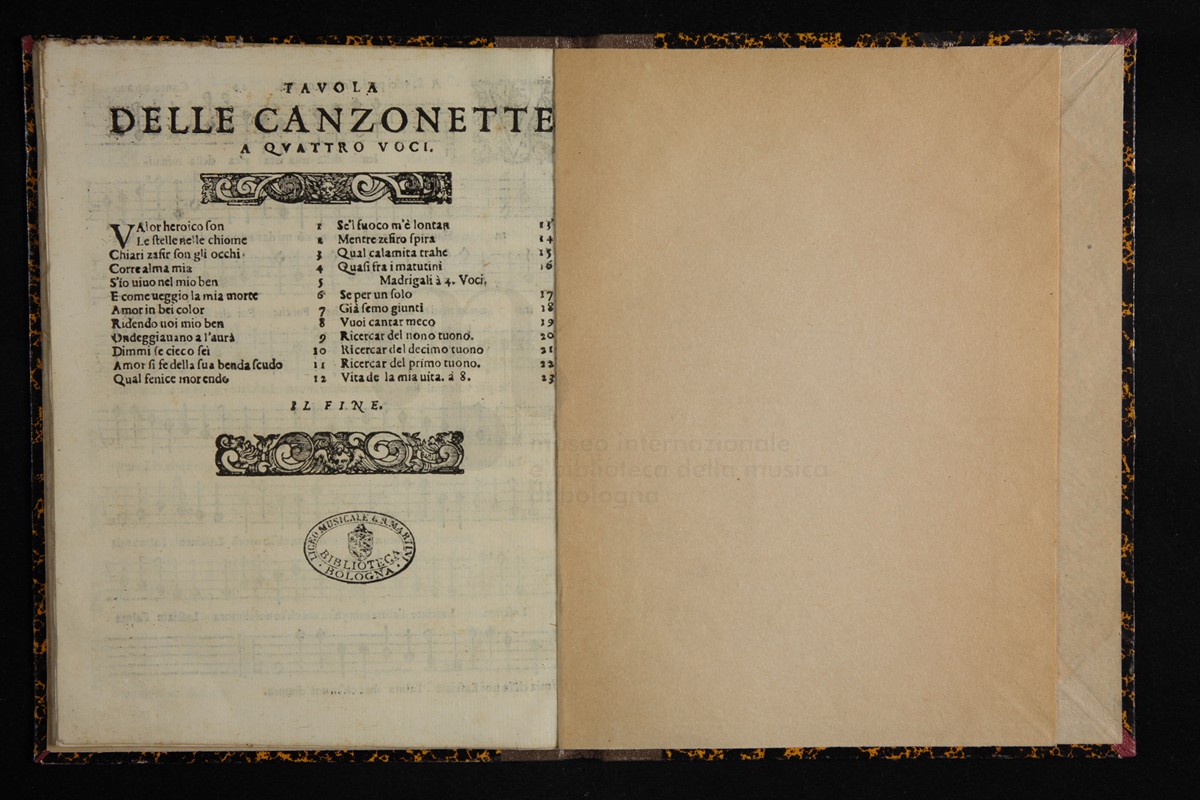 TAVOLA
DELLE CANZONETTE
A QVATTRO VOCI.
VAlor heroico ſon 1
Le ſtelle nelle chiome 2
Chiari zafir ſon gli occhi 3
Corre alma mia 4
S'io uiuo nel mio ben 5
E come ueggio la mia morte 6
Amor in bei color 7
Ridendo uoi mio ben 8
Ondeggiauano a l'aura 9
Dimmi ſe cieco ſei 10
Amor ſi fe della ſua benda ſcudo 11
Qual fenice morendo 12
Se'l fuoco m'è lontan 13
Mentre zefiro ſpira 14
Qual calamita trahe 15
Quaſi fra i matutini 16
Madrigali à 4. Voci.
Se per un ſolo 17
Già ſemo giunti 18
Vuoi cantar meco 19
Ricercar del nono tuono. 20
Ricercar del decimo tuono 21
Ricercar del primo tuono. 22
Vita de la mia uita. à 8. 23
IL FINE.
LICEO MUSICALE G. B. MARTINI
BIBLIOTECA
BOLOGNA
museo internazionale
e biblioteca della musica
di bologna